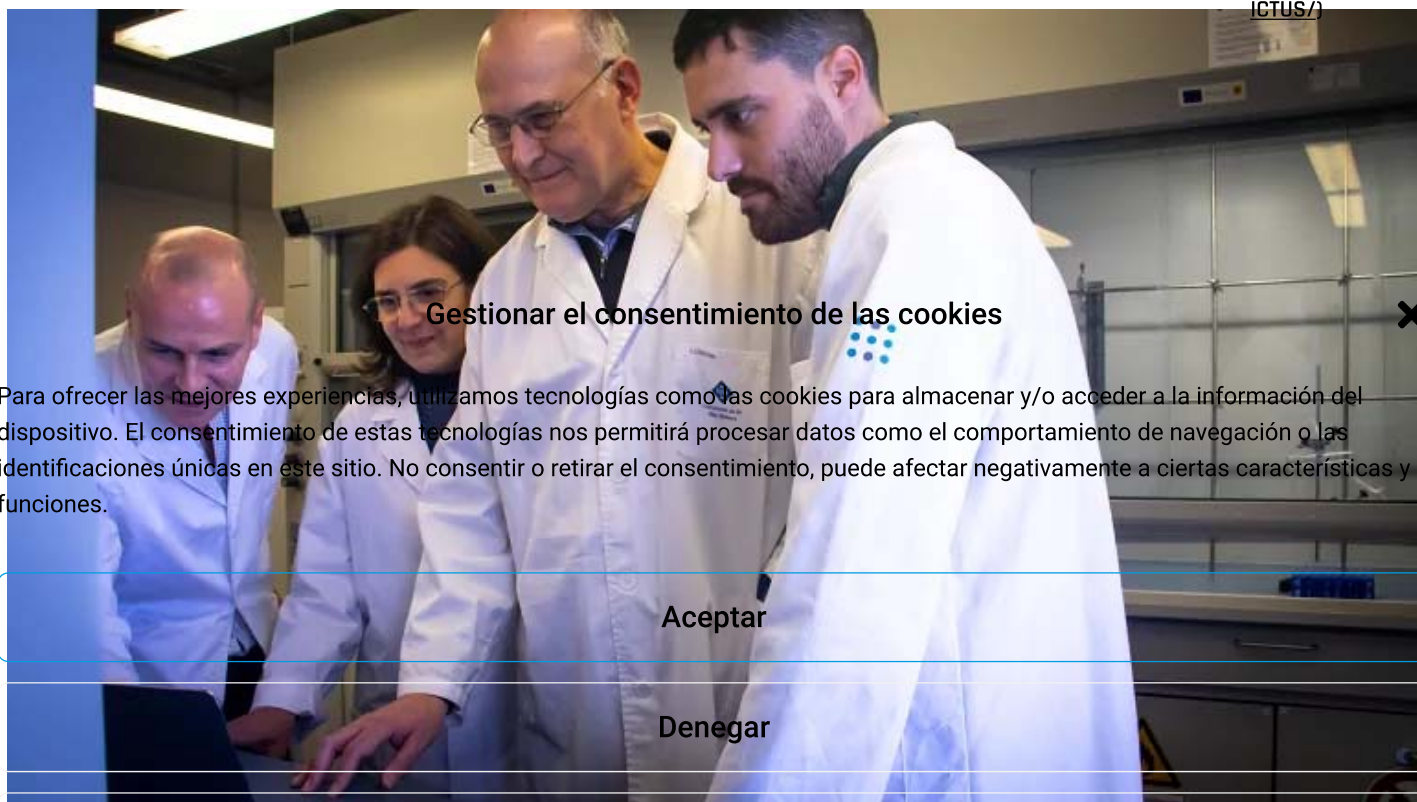 ICTUS/)
Gestionar el consentimiento de las cookies
Para ofrecer las mejores experiencias, utilizamos tecnologías como las cookies para almacenar y/o acceder a la información del
dispositivo. El consentimiento de estas tecnologías nos permitirá procesar datos como el comportamiento de navegación o las
identificaciones únicas en este sitio. No consentir o retirar el consentimiento, puede afectar negativamente a ciertas características y
funciones.
Aceptar
Denegar